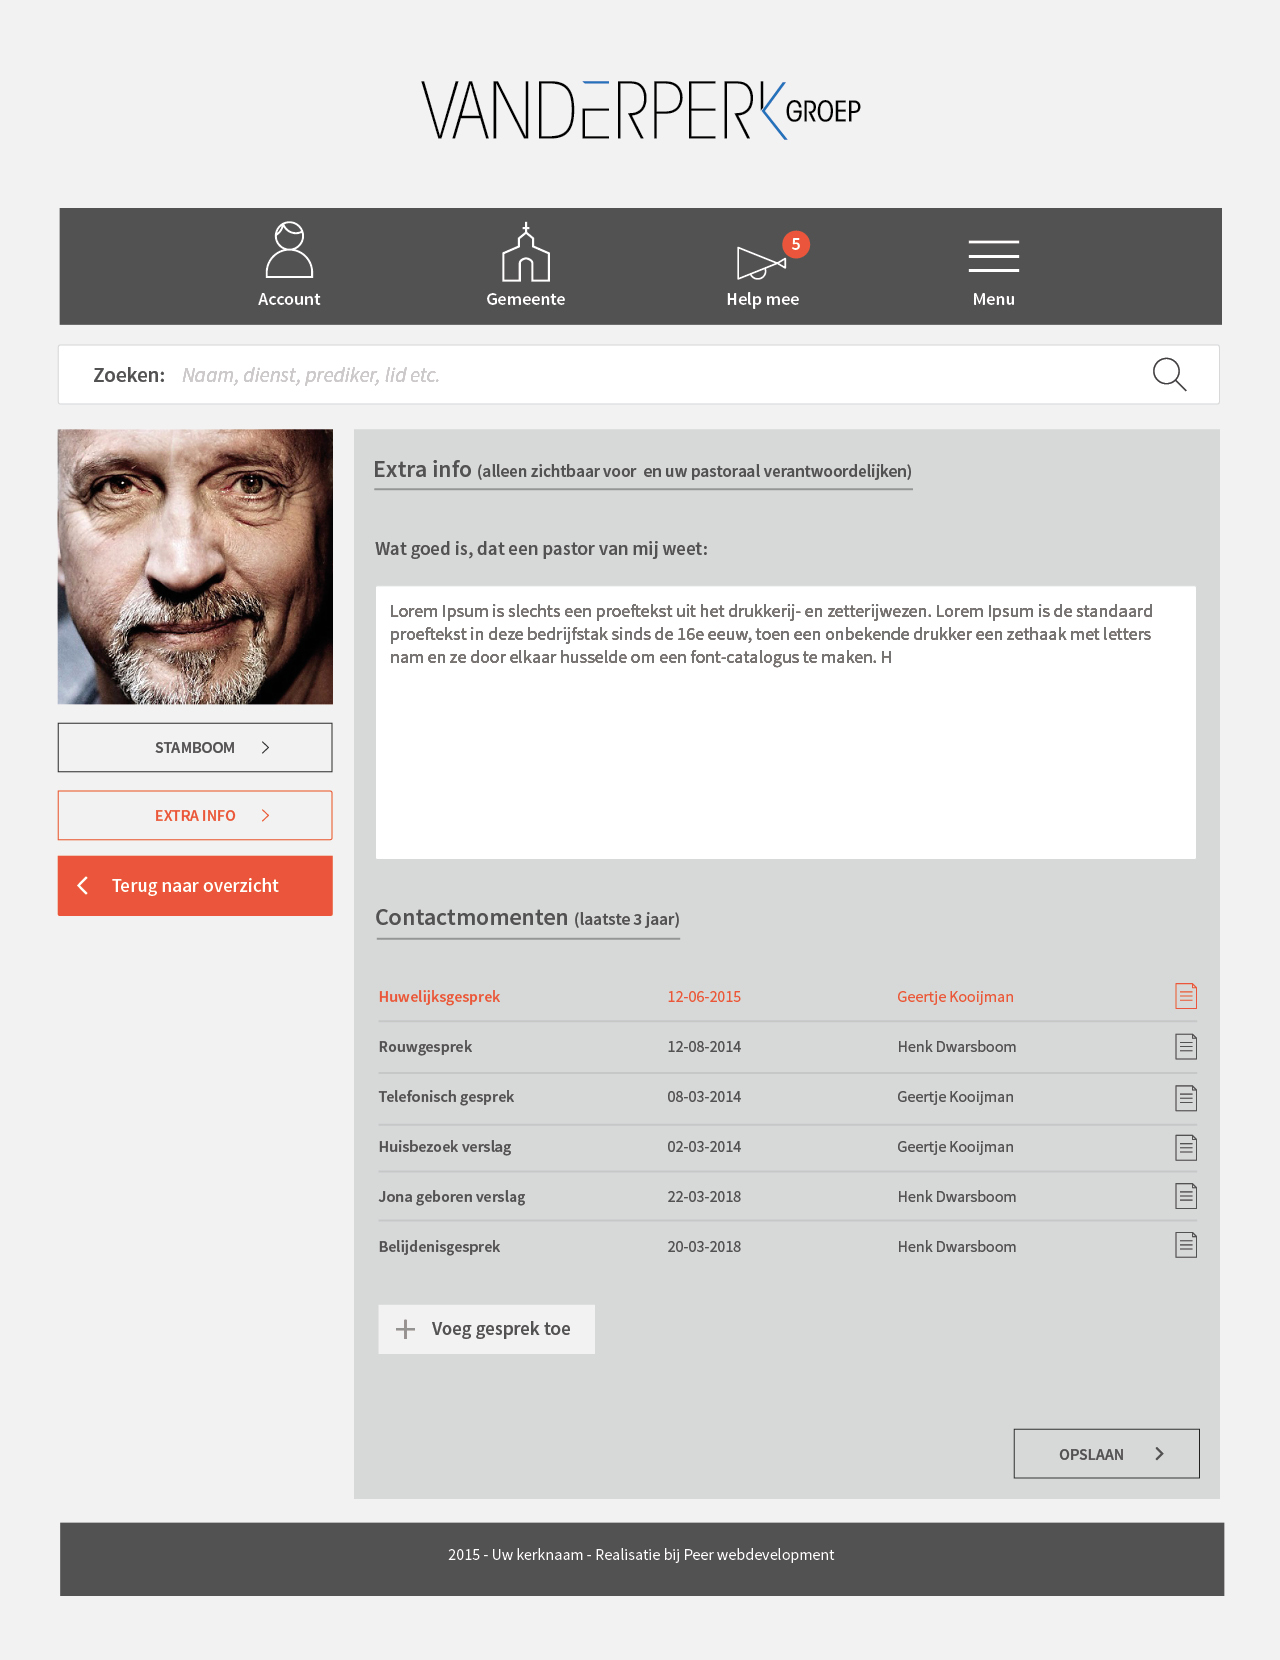 VANDERPERK GROEP
5
Account Gemeente Help mee Menu
Zoeken: Naam, dienst, prediker, lid etc.
Extra info (alleen zichtbaar voor  en uw pastoraal verantwoordelijken)
Wat goed is, dat een pastor van mij weet:
Lorem Ipsum is slechts een proeftekst uit het drukkerij- en zetterijwezen. Lorem Ipsum is de standaard
proeftekst in deze bedrijfstak sinds de 16e eeuw, toen een onbekende drukker een zethaak met letters
nam en ze door elkaar husselde om een font-catalogus te maken. H
STAMBOOM
EXTRA INFO
Terug naar overzicht
Contactmomenten (laatste 3 jaar)
Huwelijksgesprek 12-06-2015 Geertje Kooijman
Rouwgesprek 12-08-2014 Henk Dwarsboom
Telefonisch gesprek 08-03-2014 Geertje Kooijman
Huisbezoek verslag 02-03-2014 Geertje Kooijman
Jona geboren verslag 22-03-2018 Henk Dwarsboom
Belijdenisgesprek 20-03-2018 Henk Dwarsboom
Voeg gesprek toe
OPSLAAN
2015 - Uw kerknaam - Realisatie bij Peer webdevelopment